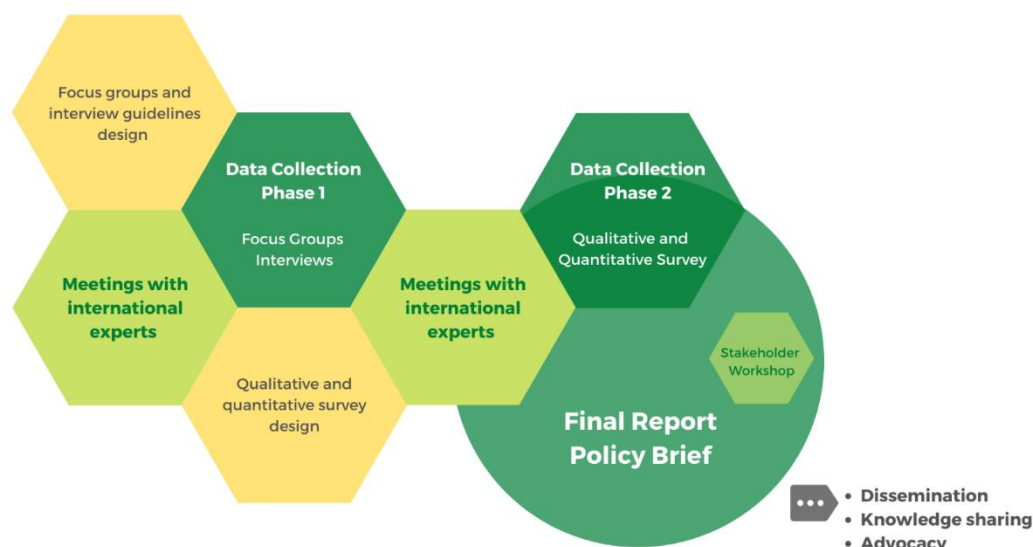 Focus groups and
interview guidelines
design
Data Collection
Phase 1
Focus Groups
Interviews
Data Collection
Phase 2
Qualitative and
Quantitative Survey
Meetings with
international
experts
Meetings with
international
experts
Qualitative and
quantitative survey
design
Stakeholder
Workshop
Final Report
Policy Brief
• Dissemination
• Knowledge sharing
• Advocacy